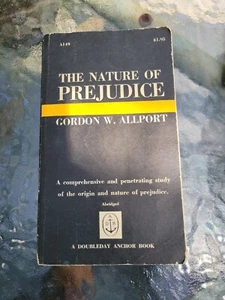 A149 $1.95
THE NATURE OF
PREJUDICE
GORDON W. ALLPORT
A comprehensive and penetrating study
of the origin and nature of prejudice.
Abridged
A DOUBLEDAY ANCHOR BOOK